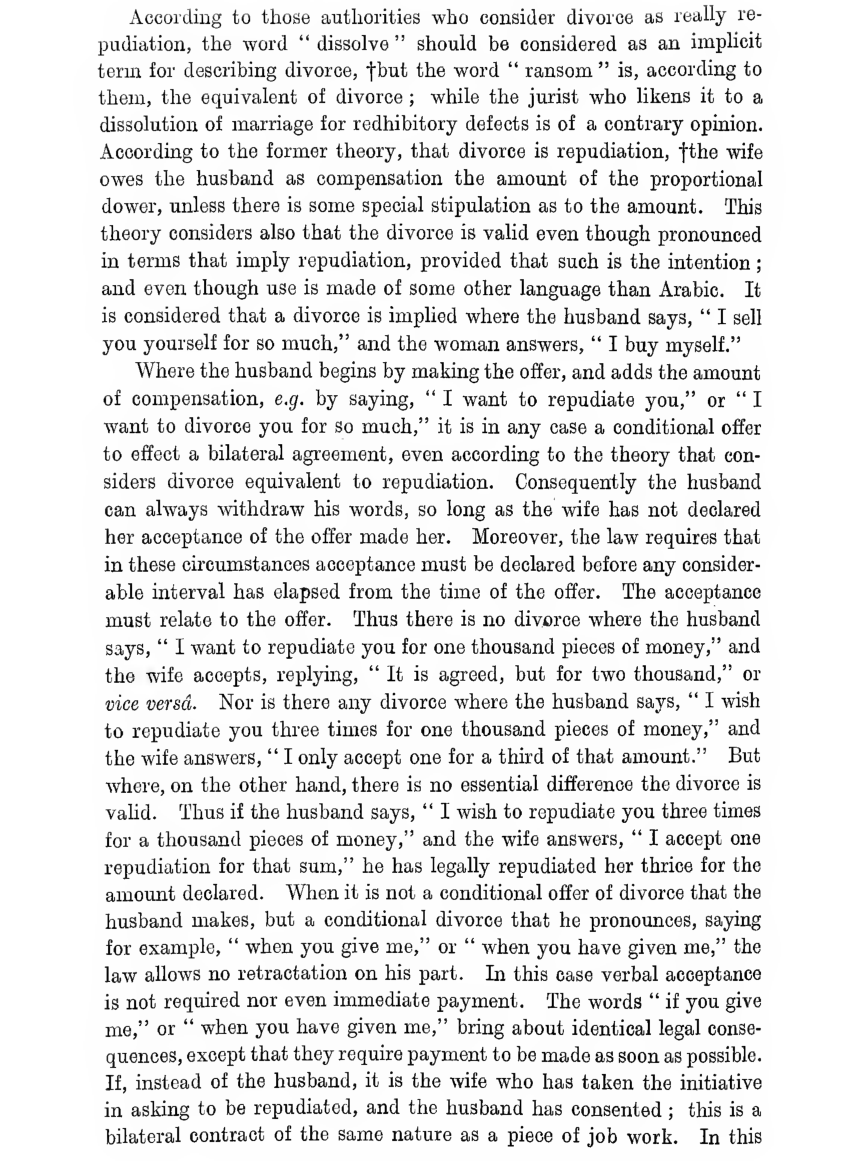 According to those authorities who consider divorce as really re-
pudiation, the word “ dissolve ” should be considered as an implicit
term for describing divorce, †but the word “ ransom ” is, according to
them, the equivalent of divorce ; while the jurist who likens it to a
dissolution of marriage for redhibitory defects is of a contrary opinion.
According to the former theory, that divorce is repudiation, †the wife
owes the husband as compensation the amount of the proportional
dower, unless there is some special stipulation as to the amount. This
theory considers also that the divorce is valid even though pronounced
in terms that imply repudiation, provided that such is the intention ;
and even though use is made of some other language than Arabic. It
is considered that a divorce is implied where the husband says, “ I sell
you yourself for so much,” and the woman answers, “ I buy myself.”
Where the husband begins by making the offer, and adds the amount
of compensation, e.g. by saying, “ I want to repudiate you,” or “ I
want to divorce you for so much,” it is in any case a conditional offer
to effect a bilateral agreement, even according to the theory that con-
siders divorce equivalent to repudiation. Consequently the husband
can always withdraw his words, so long as the wife has not declared
her acceptance of the offer made her. Moreover, the law requires that
in these circumstances acceptance must be declared before any consider-
able interval has elapsed from the time of the offer. The acceptance
must relate to the offer. Thus there is no divorce where the husband
says, “ I want to repudiate you for one thousand pieces of money,” and
the wife accepts, replying, “ It is agreed, but for two thousand,” or
vice versâ. Nor is there any divorce where the husband says, “ I wish
to repudiate you three times for one thousand pieces of money,” and
the wife answers, “ I only accept one for a third of that amount.” But
where, on the other hand, there is no essential difference the divorce is
valid. Thus if the husband says, “ I wish to repudiate you three times
for a thousand pieces of money,” and the wife answers, “ I accept one
repudiation for that sum,” he has legally repudiated her thrice for the
amount declared. When it is not a conditional offer of divorce that the
husband makes, but a conditional divorce that he pronounces, saying
for example, “ when you give me,” or “ when you have given me,” the
law allows no retractation on his part. In this case verbal acceptance
is not required nor even immediate payment. The words “ if you give
me,” or “ when you have given me,” bring about identical legal conse-
quences, except that they require payment to be made as soon as possible.
If, instead of the husband, it is the wife who has taken the initiative
in asking to be repudiated, and the husband has consented ; this is a
bilateral contract of the same nature as a piece of job work. In this